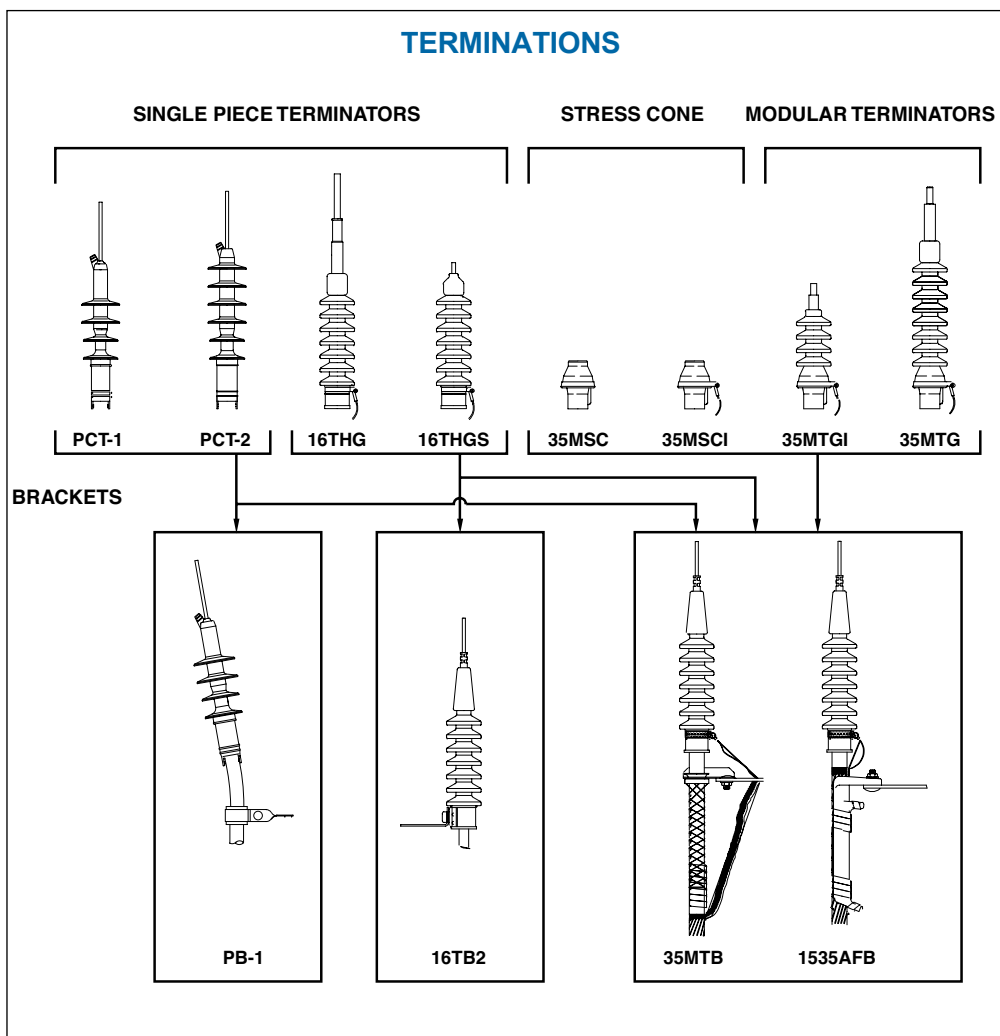 TERMINATIONS
SINGLE PIECE TERMINATORS STRESS CONE MODULAR TERMINATORS
PCT-1 PCT-2 16THG 16THGS 35MSC 35MSCI 35MTGI 35MTG
BRACKETS
PB-1 16TB2 35MTB 1535AFB